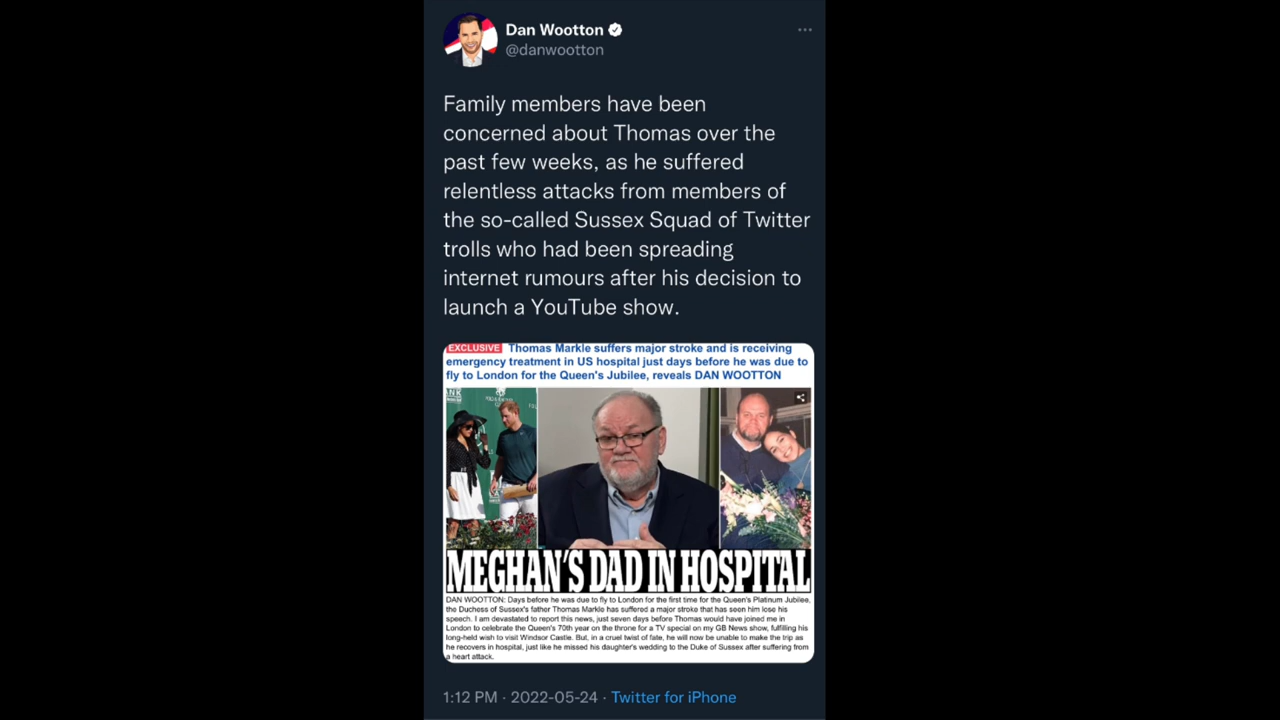 Dan Wootton
@danwootton
Family members have been
concerned about Thomas over the
past few weeks, as he suffered
relentless attacks from members of
the so-called Sussex Squad of Twitter
trolls who had been spreading
internet rumours after his decision to
launch a YouTube show.
EXCLUSIVE Thomas Markle suffers major stroke and is receiving
emergency treatment in US hospital just days before he was due to
fly to London for the Queen's Jubilee, reveals DAN WOOTTON
MEGHAN'S DAD IN HOSPITAL
DAN WOOTTON: Days before he was due to fly to London for the first time for the Queen's Platinum Jubilee,
the Duchess of Sussex's father Thomas Markle has suffered a major stroke that has seen him lose his
speech. I am devastated to report this news, just seven days before Thomas would have joined me in
London to celebrate the Queen's 70th year on the throne for a TV special on my GB News show, fulfilling his
long-held wish to visit Windsor Castle. But, in a cruel twist of fate, he will now be unable to make the trip as
he recovers in hospital, just like he missed his daughter's wedding to the Duke of Sussex after suffering from
a heart attack.
1:12 PM · 2022-05-24 · Twitter for iPhone